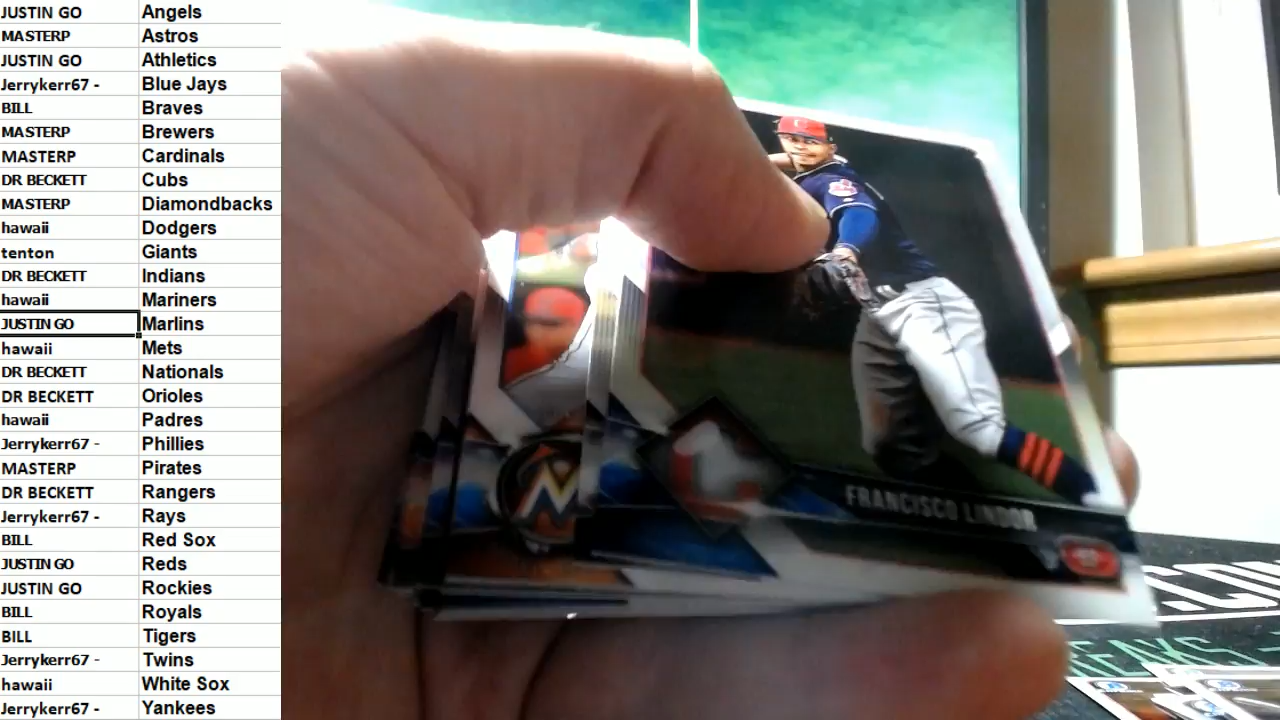 JUSTIN GO Angels
MASTERP Astros
JUSTIN GO Athletics
Jerrykerr67 - Blue Jays
BILL Braves
MASTERP Brewers
MASTERP Cardinals
DR BECKETT Cubs
MASTERP Diamondbacks
hawaii Dodgers
tenton Giants
DR BECKETT Indians
hawaii Mariners
JUSTIN GO Marlins
hawaii Mets
DR BECKETT Nationals
DR BECKETT Orioles
hawaii Padres
Jerrykerr67 - Phillies
MASTERP Pirates
DR BECKETT Rangers
Jerrykerr67 - Rays
BILL Red Sox
JUSTIN GO Reds
JUSTIN GO Rockies
BILL Royals
BILL Tigers
Jerrykerr67 - Twins
hawaii White Sox
Jerrykerr67 - Yankees
C
M
FRANCISCO LINDOR
.COM
REAKS